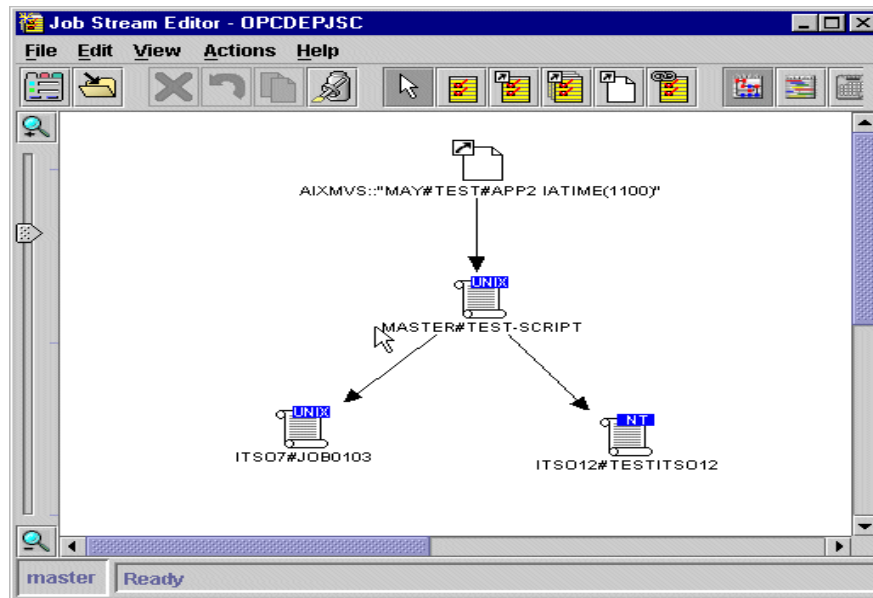 Job Stream Editor - OPCDEPJSC
File Edit View Actions Help
AIXMVS::"MAY#TEST#APP2 IATIME(1100)"
UNIX
MASTER#TEST-SCRIPT
UNIX
ITSO7#JOB0103
NT
ITSO12#TESTITSO12
master Ready